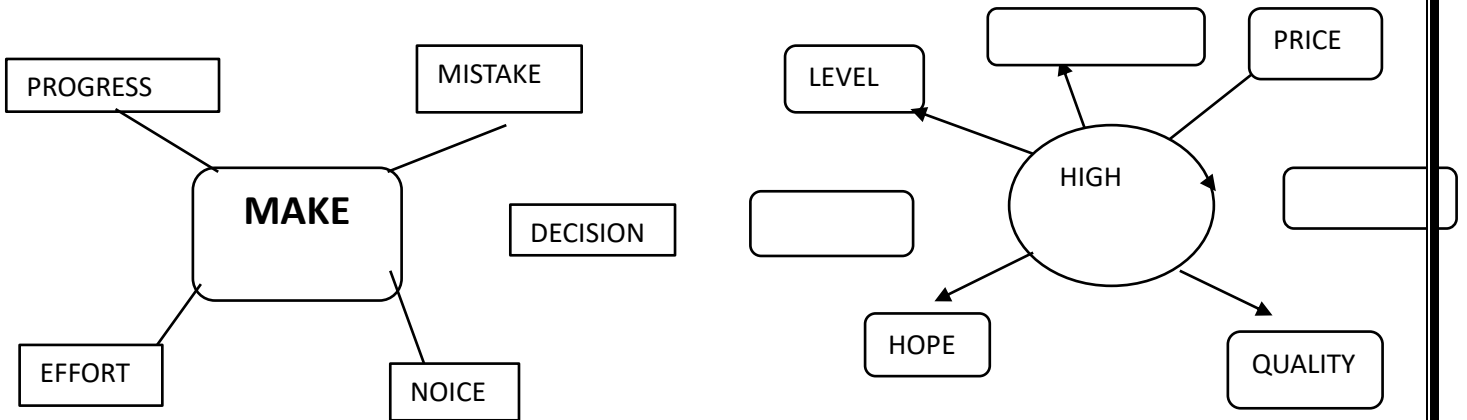 PROGRESS
MISTAKE
MAKE
DECISION
EFFORT
NOICE
LEVEL
PRICE
HIGH
HOPE
QUALITY